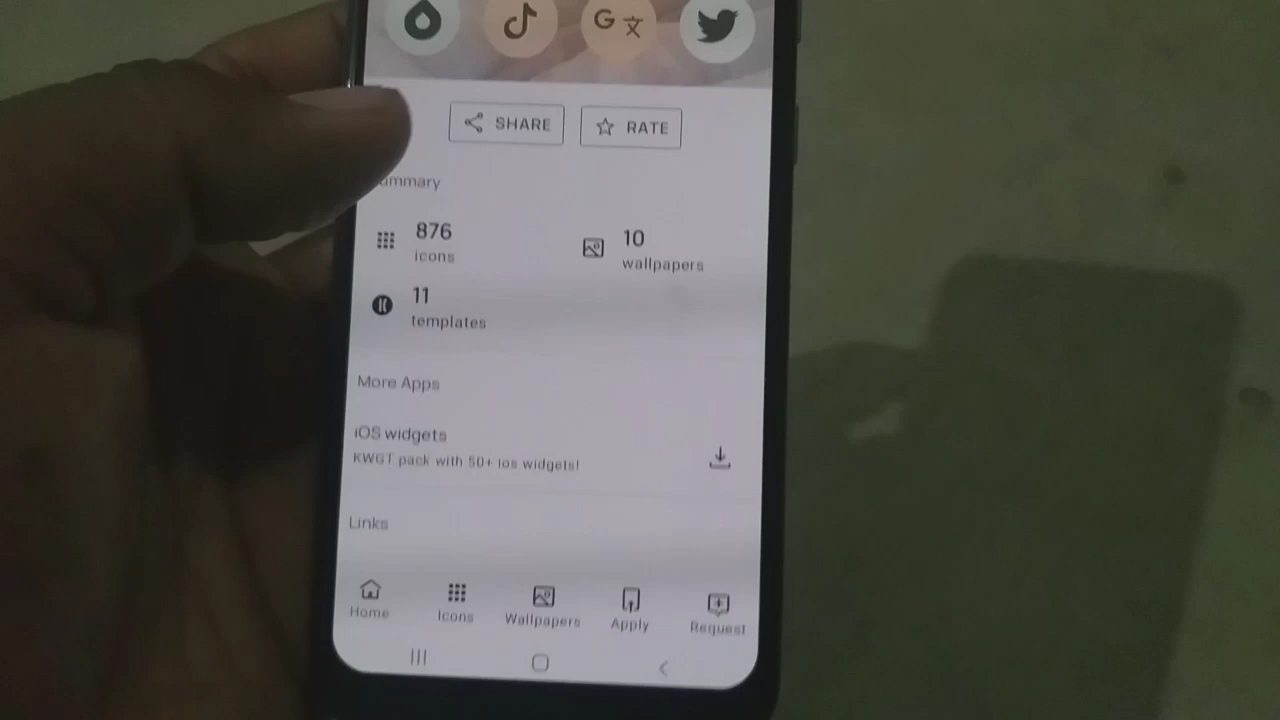 G 文
SHARE
RATE
ummary
876
icons
10
wallpapers
11
templates
More Apps
iOS widgets
KWGT pack with 50+ ios widgets!
Links
Home
Icons
Wallpapers
Apply
Request